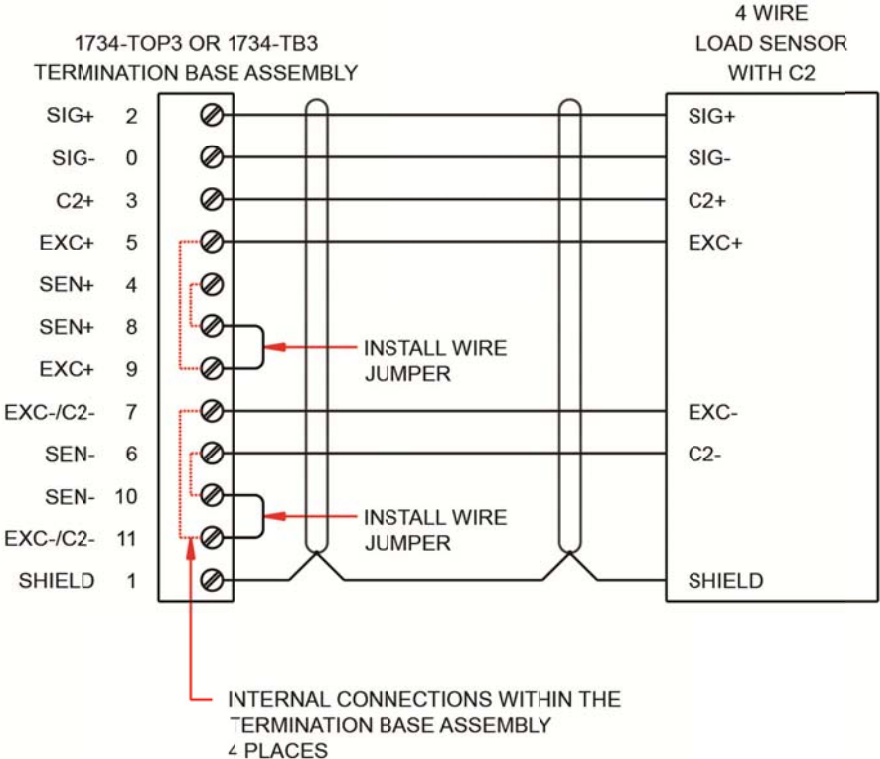 4 WIRE
1734-TOP3 OR 1734-TB3 LOAD SENSOR
TERMINATION BASE ASSEMBLY WITH C2
SIG+ 2 SIG+
SIG- 0 SIG-
C2+ 3 C2+
EXC+ 5 EXC+
SEN+ 4
SEN+ 8
INSTALL WIRE
EXC+ 9
JUMPER
EXC-/C2- 7 EXC-
SEN- 6 C2-
SEN- 10
INSTALL WIRE
EXC-/C2- 11
JUMPER
SHIELD 1 SHIELD
INTERNAL CONNECTIONS WITHIN THE
TERMINATION BASE ASSEMBLY
4 PLACES